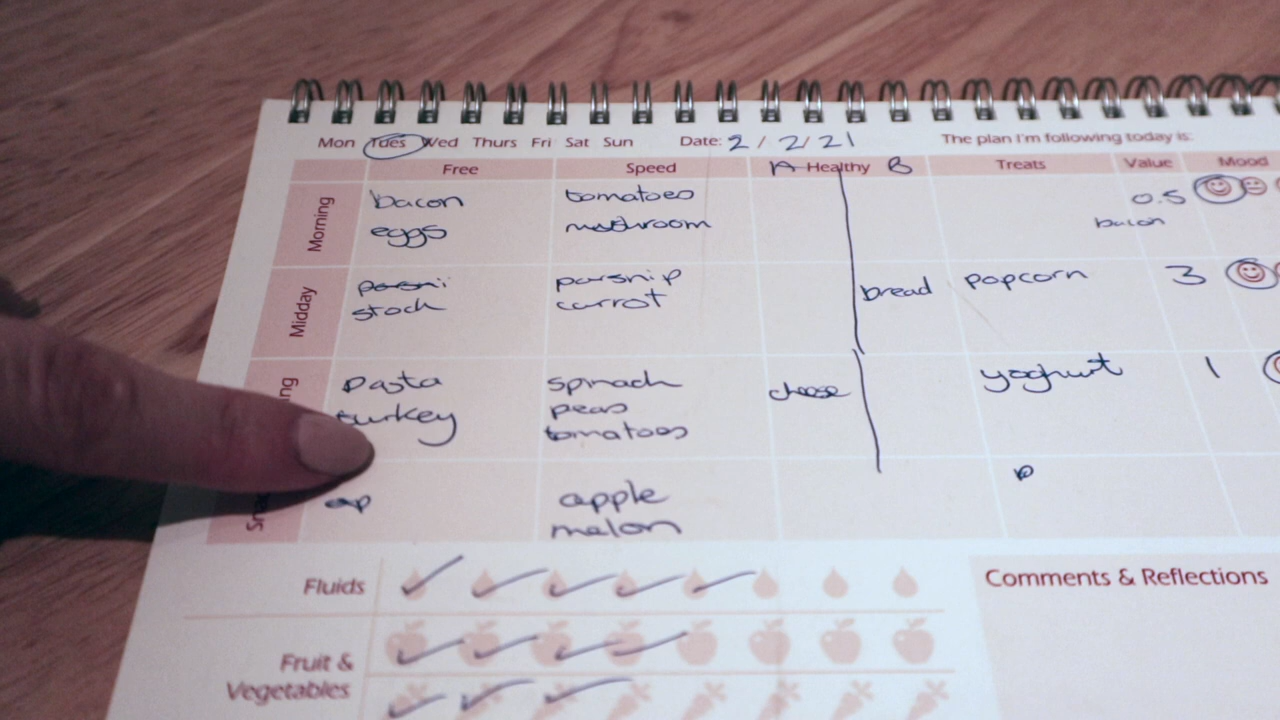 Mon Tues Wed Thurs Fri Sat Sun Date: 2 / 2/ 21 The plan I'm following today is:
Free Speed A Healthy B Treats Value Mood
Morning
bacon tomatoes 0.5
eggs mushroom bacon
Midday
parsnip bread popcorn 3
stock carrot
pasta spinach cheese yoghurt 1
turkey peas
tomatoes
ap apple
melon
Fluids
Comments & Reflections
Fruit &
Vegetables